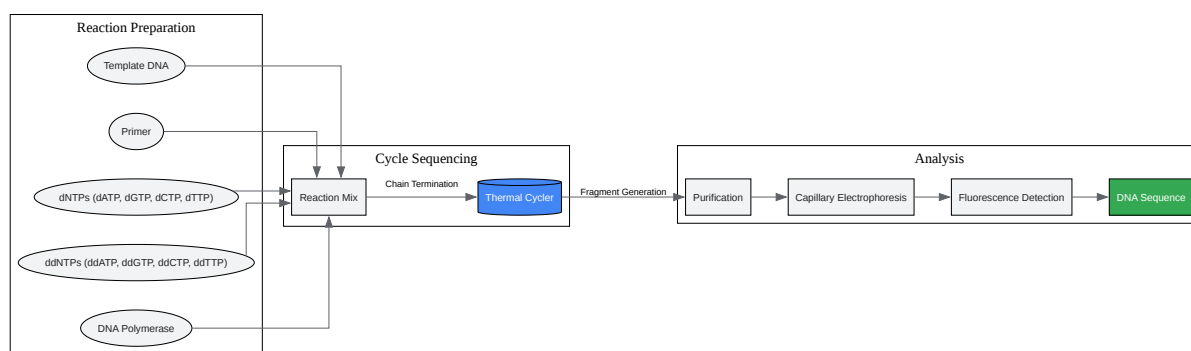 Reaction Preparation
Template DNA
Primer
dNTPs (dATP, dGTP, dCTP, dTTP)
ddNTPs (ddATP, ddGTP, ddCTP, ddTTP)
DNA Polymerase
Cycle Sequencing
Reaction Mix
Chain Termination
Thermal Cycler
Fragment Generation
Analysis
Purification
Capillary Electrophoresis
Fluorescence Detection
DNA Sequence